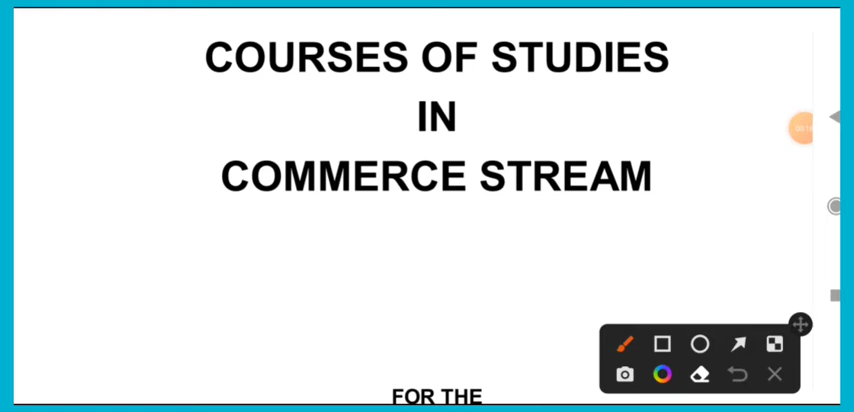 COURSES OF STUDIES
IN
COMMERCE STREAM
FOR THE